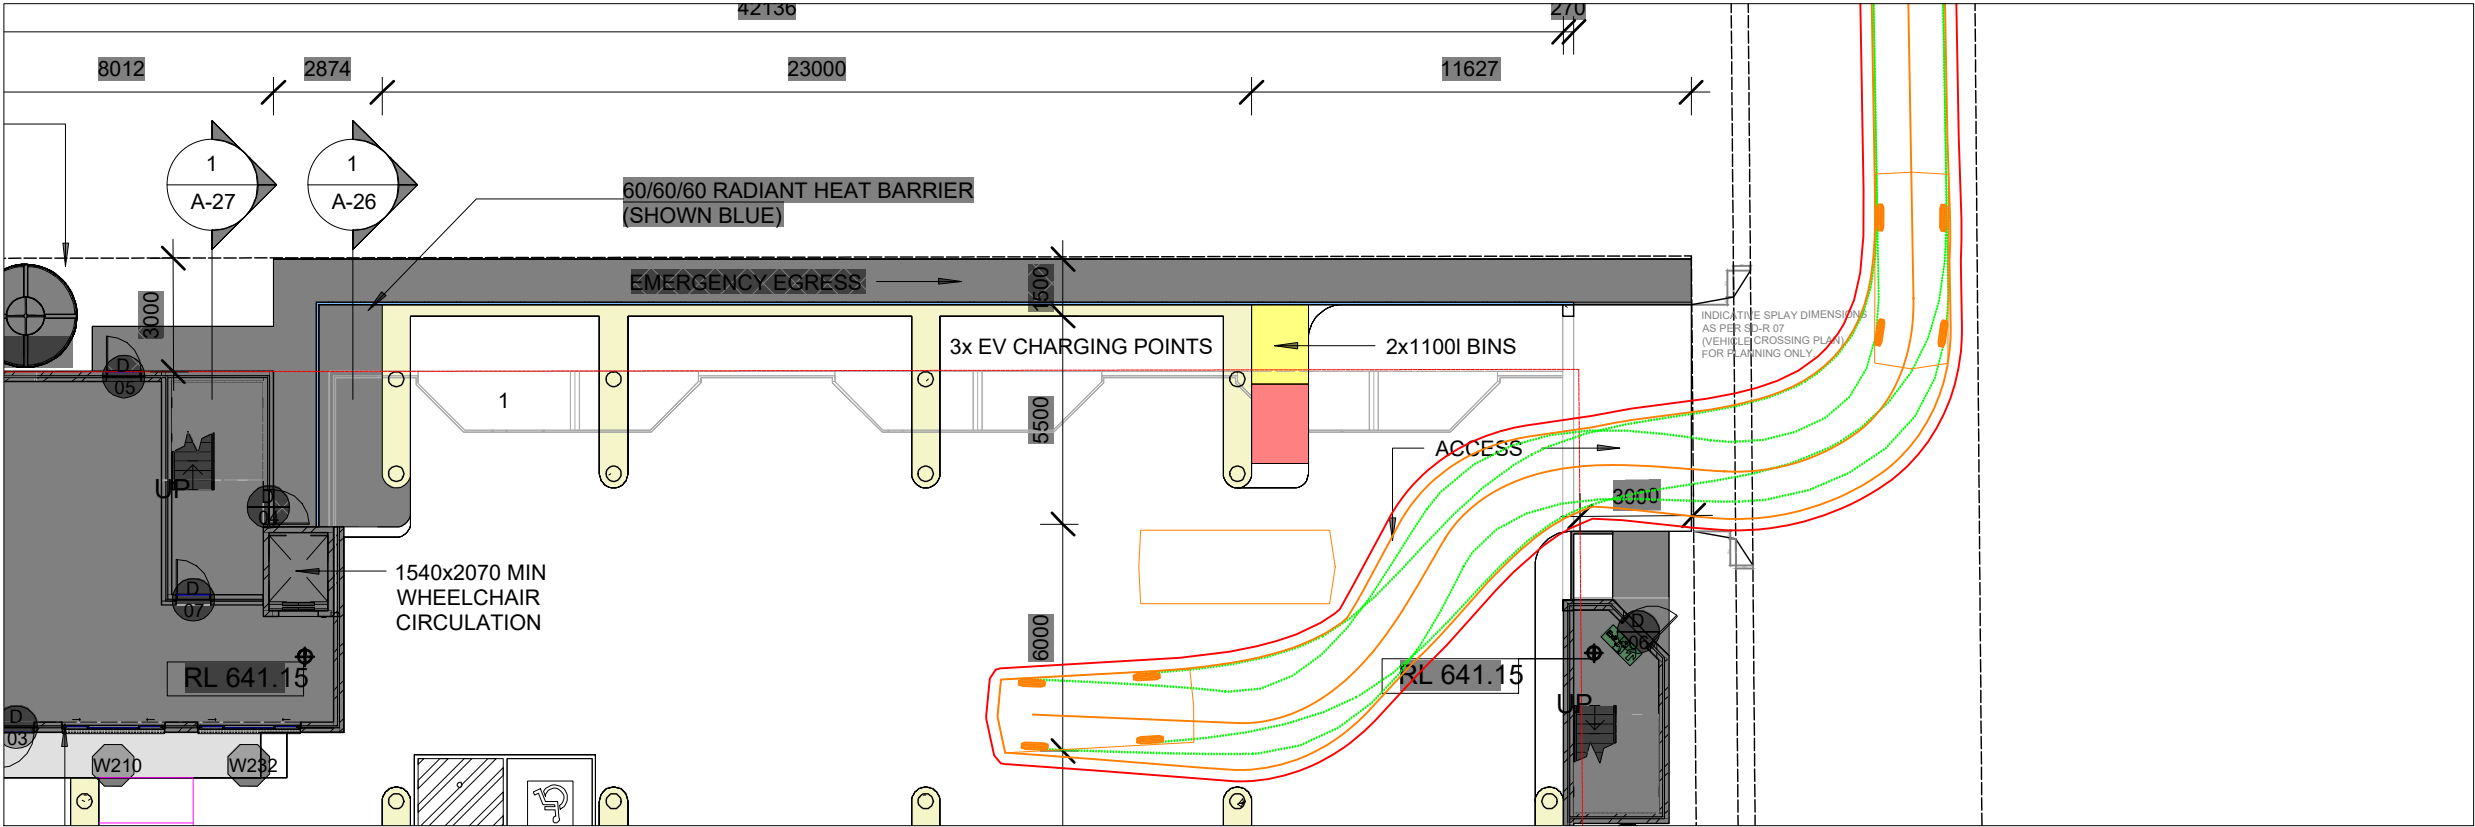 42136
270
8012
2874
23000
11627
1
A-27
1
A-26
60/60/60 RADIANT HEAT BARRIER
(SHOWN BLUE)
EMERGENCY EGRESS
1500
3000
INDICATIVE SPLAY DIMENSIONS
AS PER SD-R 07
(VEHICLE CROSSING PLAN)
FOR PLANNING ONLY.
3x EV CHARGING POINTS
2x1100l BINS
D
05
1
5500
ACCESS
UP
D
04
3000
1540x2070 MIN
WHEELCHAIR
CIRCULATION
D
07
6000
D
06
RL 641.15
RL 641.15
UP
D
03
W210
W232